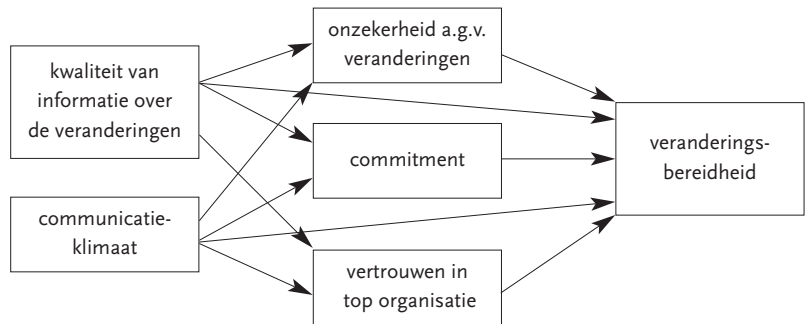 kwaliteit van
informatie over
de veranderingen
communicatie-
klimaat
onzekerheid a.g.v.
veranderingen
commitment
vertrouwen in
top organisatie
veranderings-
bereidheid